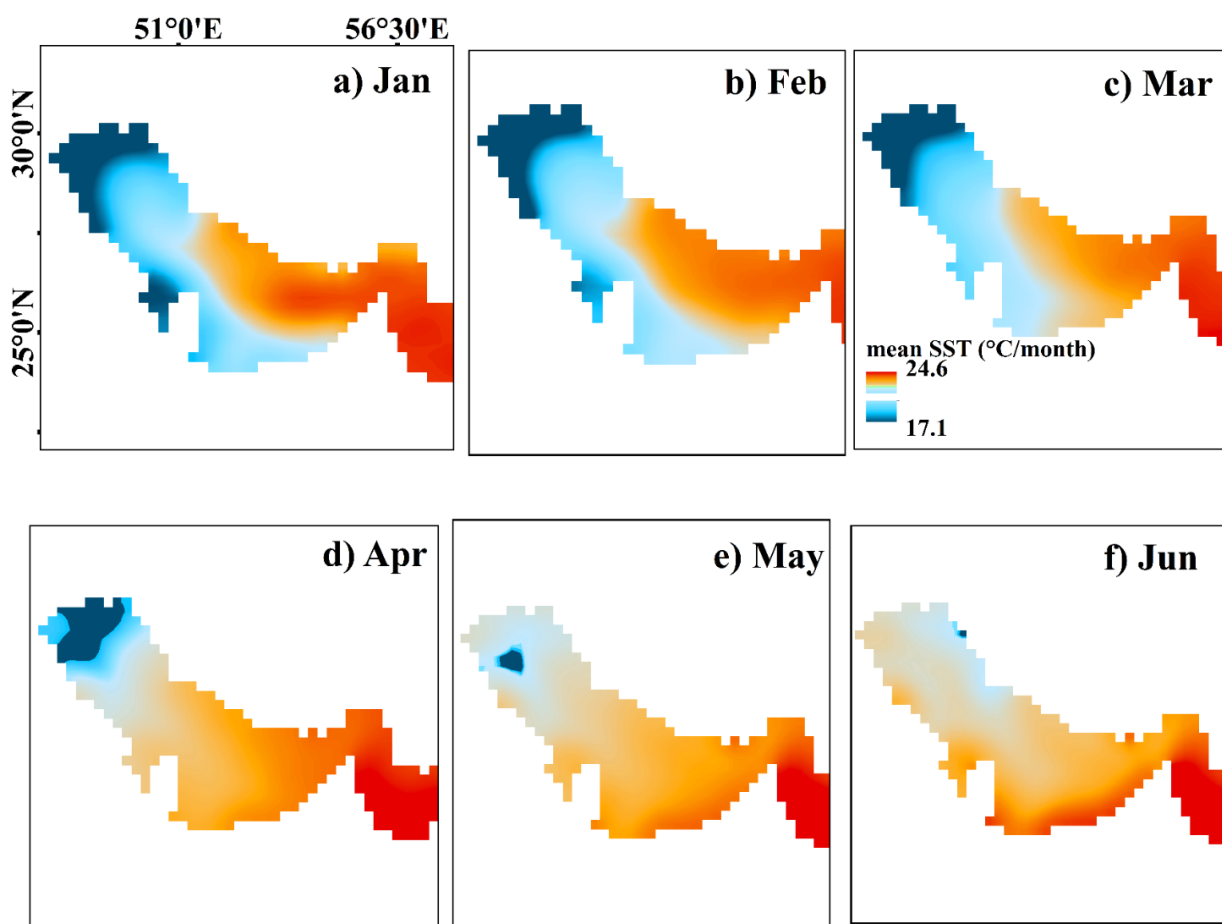 51°0'E 56°30'E
a) Jan
b) Feb
c) Mar
30°0'N
25°0'N
mean SST (°C/month)
24.6
17.1
d) Apr
e) May
f) Jun